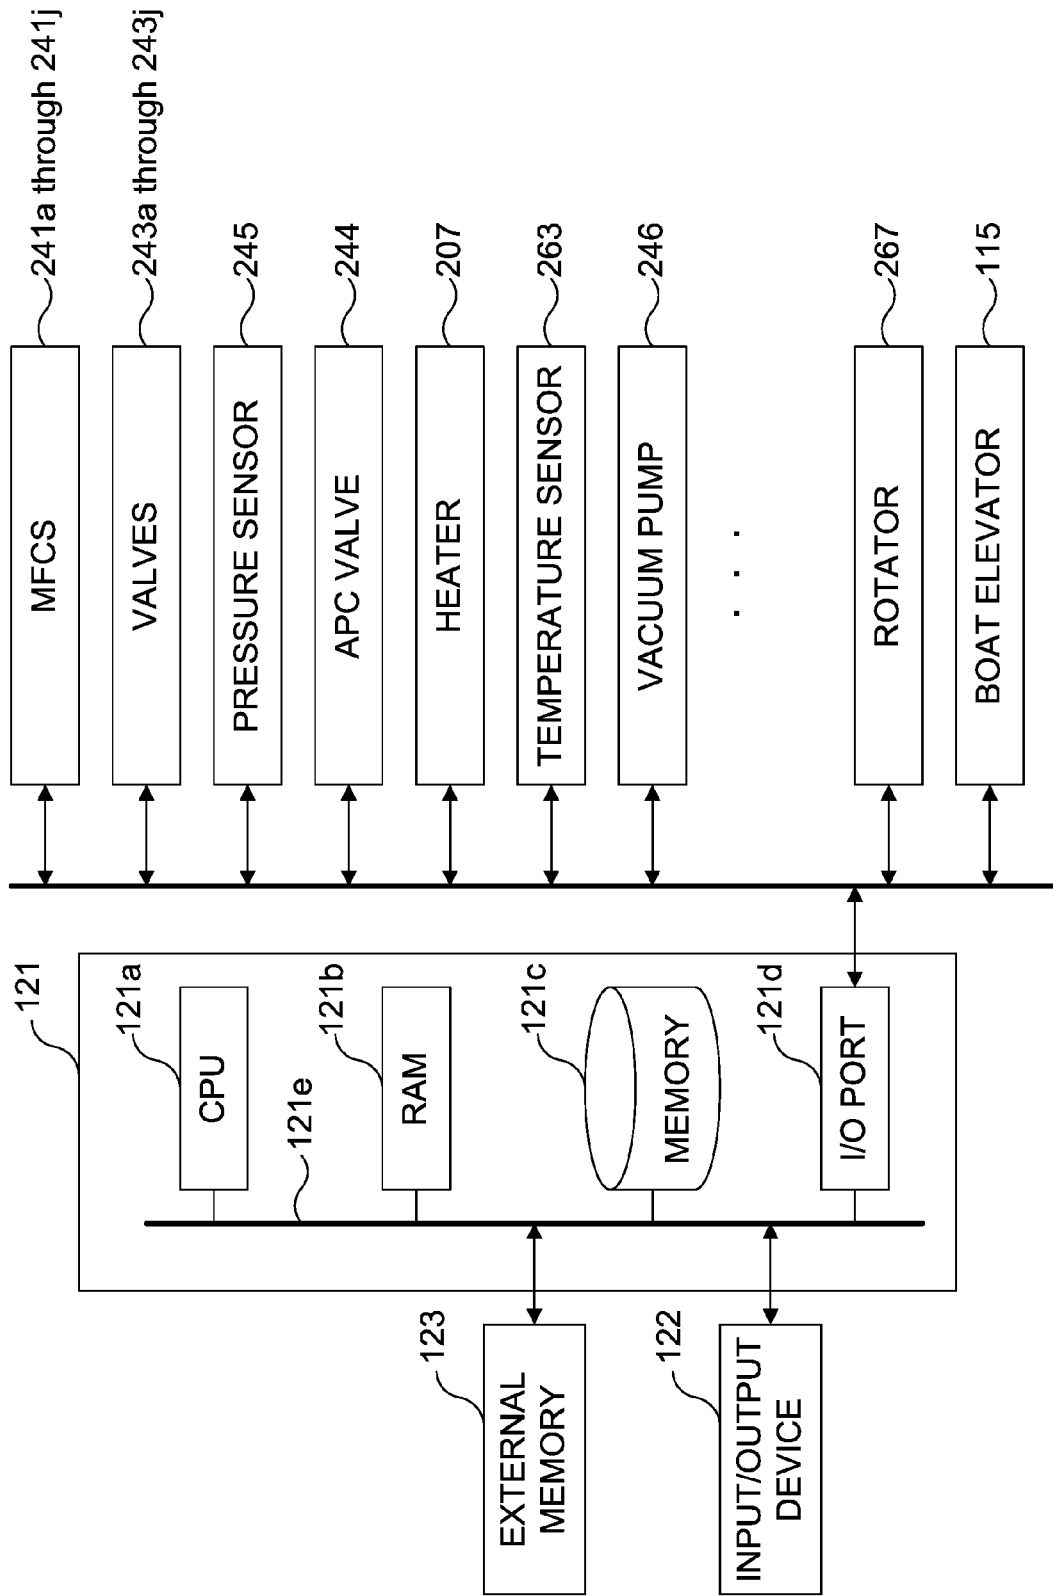 121
121a
CPU
121e
121b
RAM
121c
MEMORY
121d
I/O PORT
123
EXTERNAL
MEMORY
122
INPUT/OUTPUT
DEVICE
MFCS
241a through 241j
VALVES
243a through 243j
PRESSURE SENSOR
245
APC VALVE
244
HEATER
207
TEMPERATURE SENSOR
263
VACUUM PUMP
246
. . .
ROTATOR
267
BOAT ELEVATOR
115